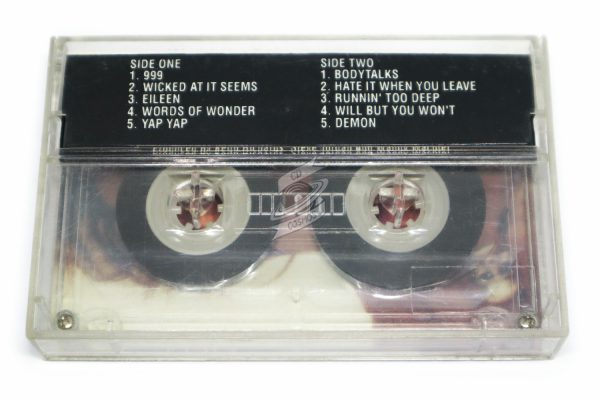 SIDE ONE
1. 999
2. WICKED AT IT SEEMS
3. EILEEN
4. WORDS OF WONDER
5. YAP YAP
SIDE TWO
1. BODYTALKS
2. HATE IT WHEN YOU LEAVE
3. RUNNIN' TOO DEEP
4. WILL BUT YOU WON'T
5. DEMON
CD
COSMOS